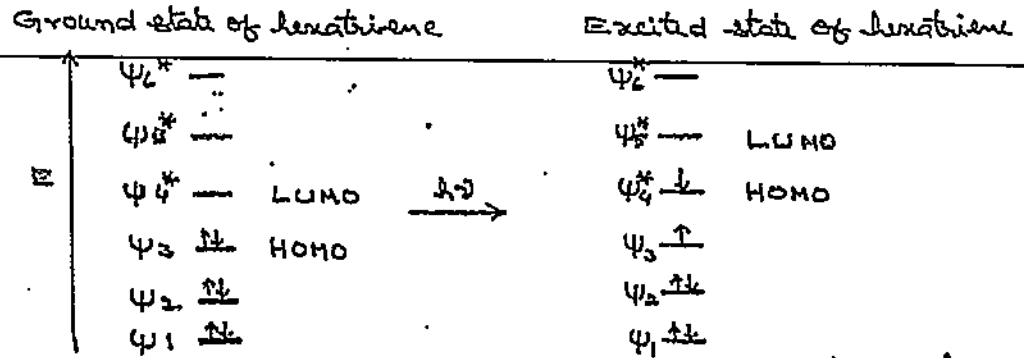 Ground state of hexatriene Excited state of hexatriene
ψ6* — ψ6* —
ψ5* — ψ5* — LUMO
E ψ4* — LUMO hν ψ4* ↓ HOMO
ψ3 ↑↓ HOMO ψ3 ↑
ψ2 ↑↓ ψ2 ↑↓
ψ1 ↑↓ ψ1 ↑↓